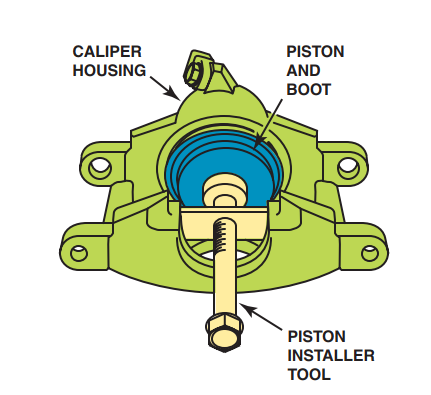 CALIPER
HOUSING
PISTON
AND
BOOT
PISTON
INSTALLER
TOOL